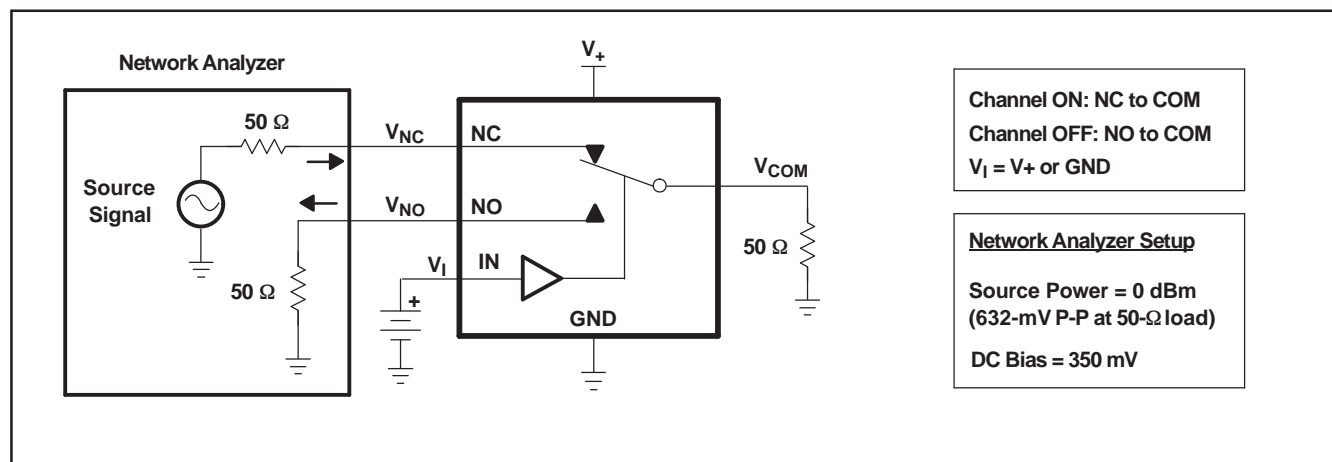 Network Analyzer
V+
50 Ω
VNC
NC
Source
Signal
VCOM
VNO
NO
50 Ω
50 Ω
VI
IN
+
GND
Channel ON: NC to COM
Channel OFF: NO to COM
VI = V+ or GND
Network Analyzer Setup
Source Power = 0 dBm
(632-mV P-P at 50-Ω load)
DC Bias = 350 mV